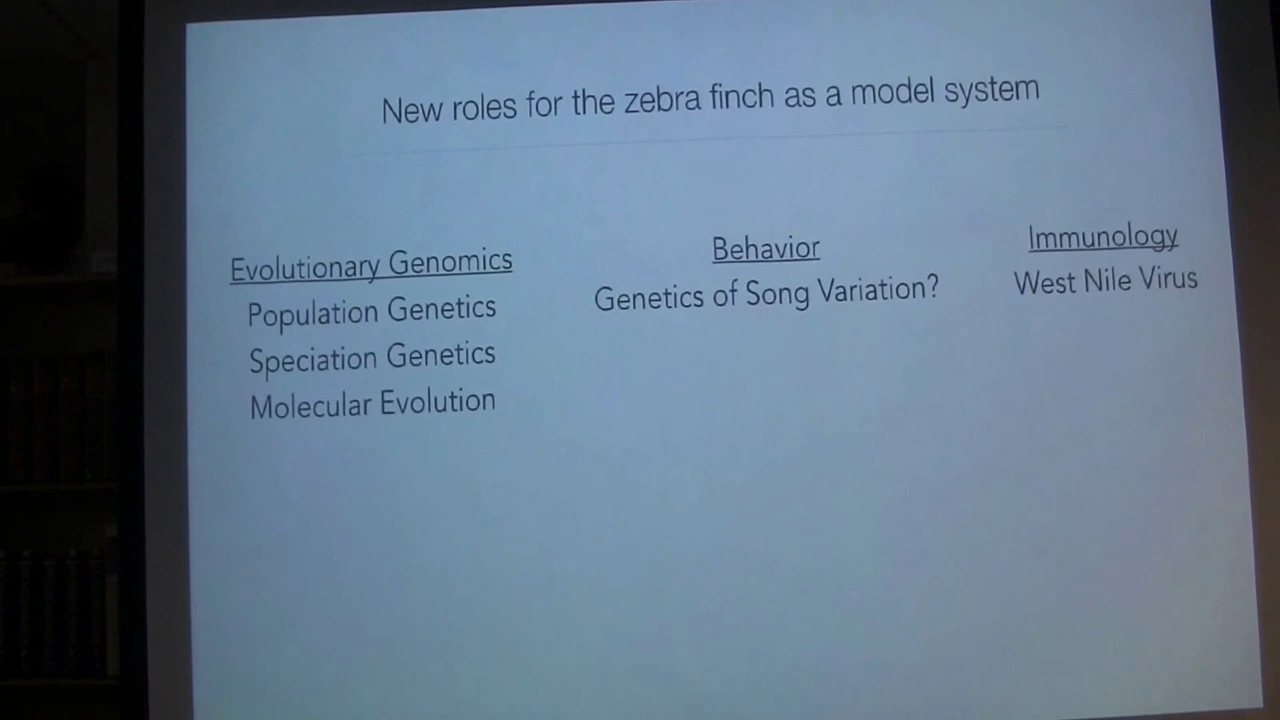 New roles for the zebra finch as a model system
Evolutionary Genomics
Population Genetics
Speciation Genetics
Molecular Evolution
Behavior
Genetics of Song Variation?
Immunology
West Nile Virus